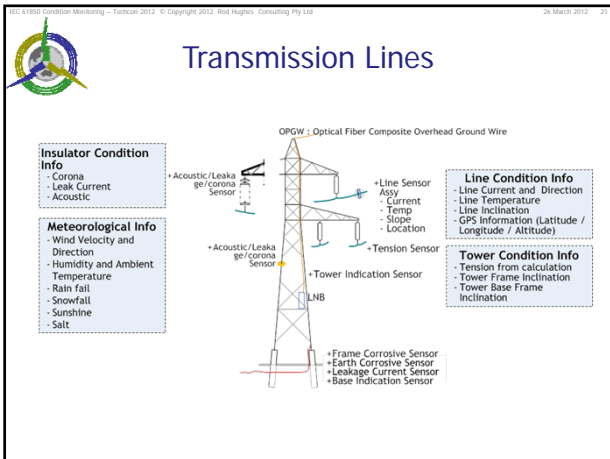 IEC 61850 Condition Monitoring – Techcon 2012 © Copyright 2012 Rod Hughes Consulting Pty Ltd
26 March 2012 21
Transmission Lines
OPGW : Optical Fiber Composite Overhead Ground Wire
Insulator Condition
Info
- Corona
- Leak Current
- Acoustic
Meteorological Info
- Wind Velocity and
Direction
- Humidity and Ambient
Temperature
- Rain fail
- Snowfall
- Sunshine
- Salt
+Acoustic/Leaka
ge/corona
Sensor
+Acoustic/Leaka
ge/corona
Sensor
+Line Sensor
Assy
- Current
- Temp
- Slope
- Location
+Tension Sensor
+Tower Indication Sensor
LNB
+Frame Corrosive Sensor
+Earth Corrosive Sensor
+Leakage Current Sensor
+Base Indication Sensor
Line Condition Info
- Line Current and Direction
- Line Temperature
- Line Inclination
- GPS Information (Latitude /
Longitude / Altitude)
Tower Condition Info
- Tension from calculation
- Tower Frame Inclination
- Tower Base Frame
Inclination